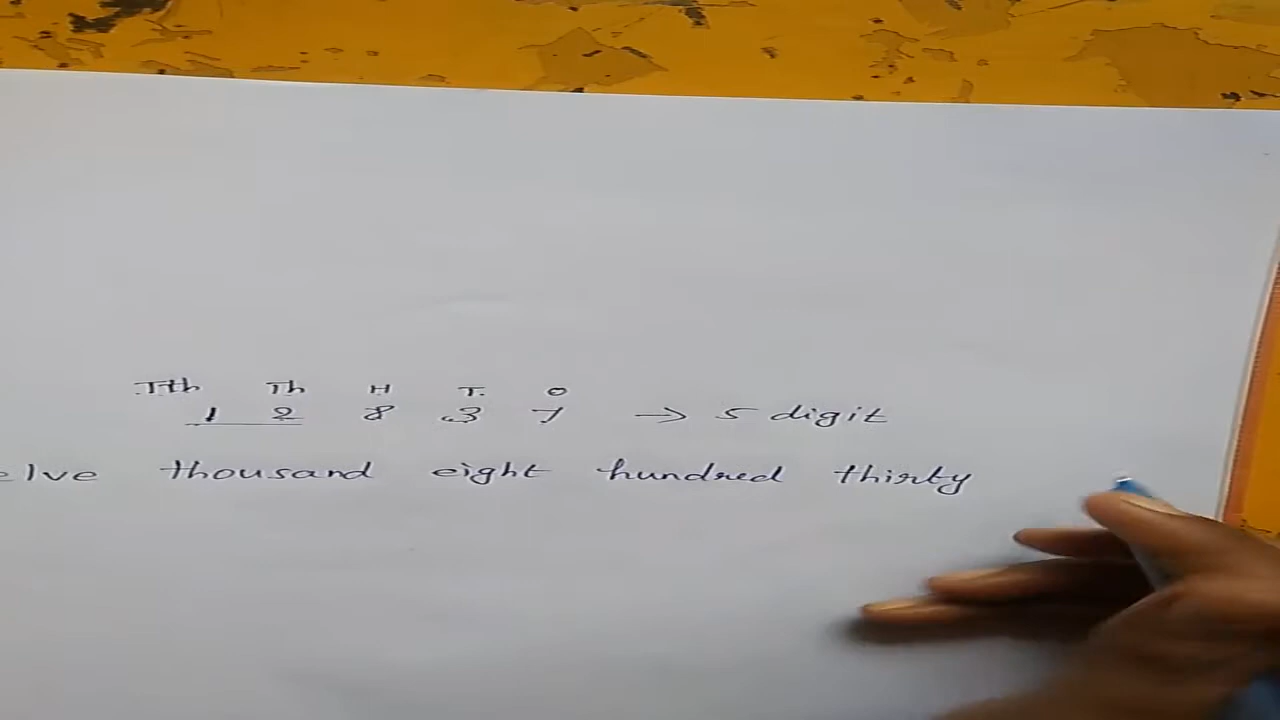 Tth Th H T. O
1 2 8 3 7 → 5 digit
elve thousand eight hundred thirty